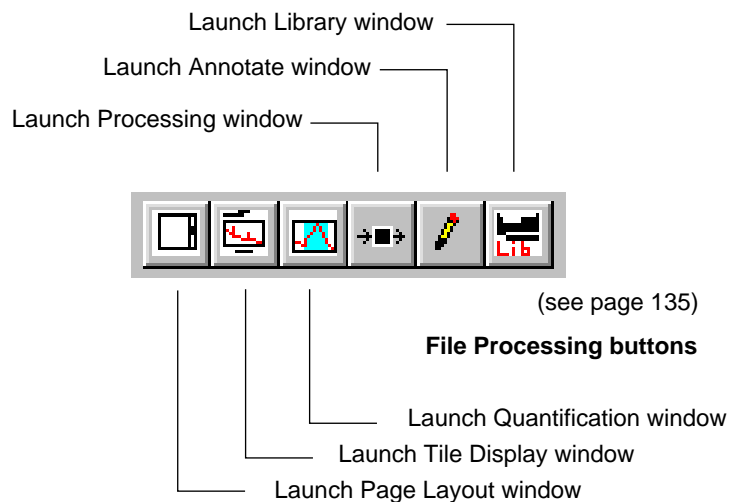 Launch Library window
Launch Annotate window
Launch Processing window
Lib
(see page 135)
File Processing buttons
Launch Quantification window
Launch Tile Display window
Launch Page Layout window